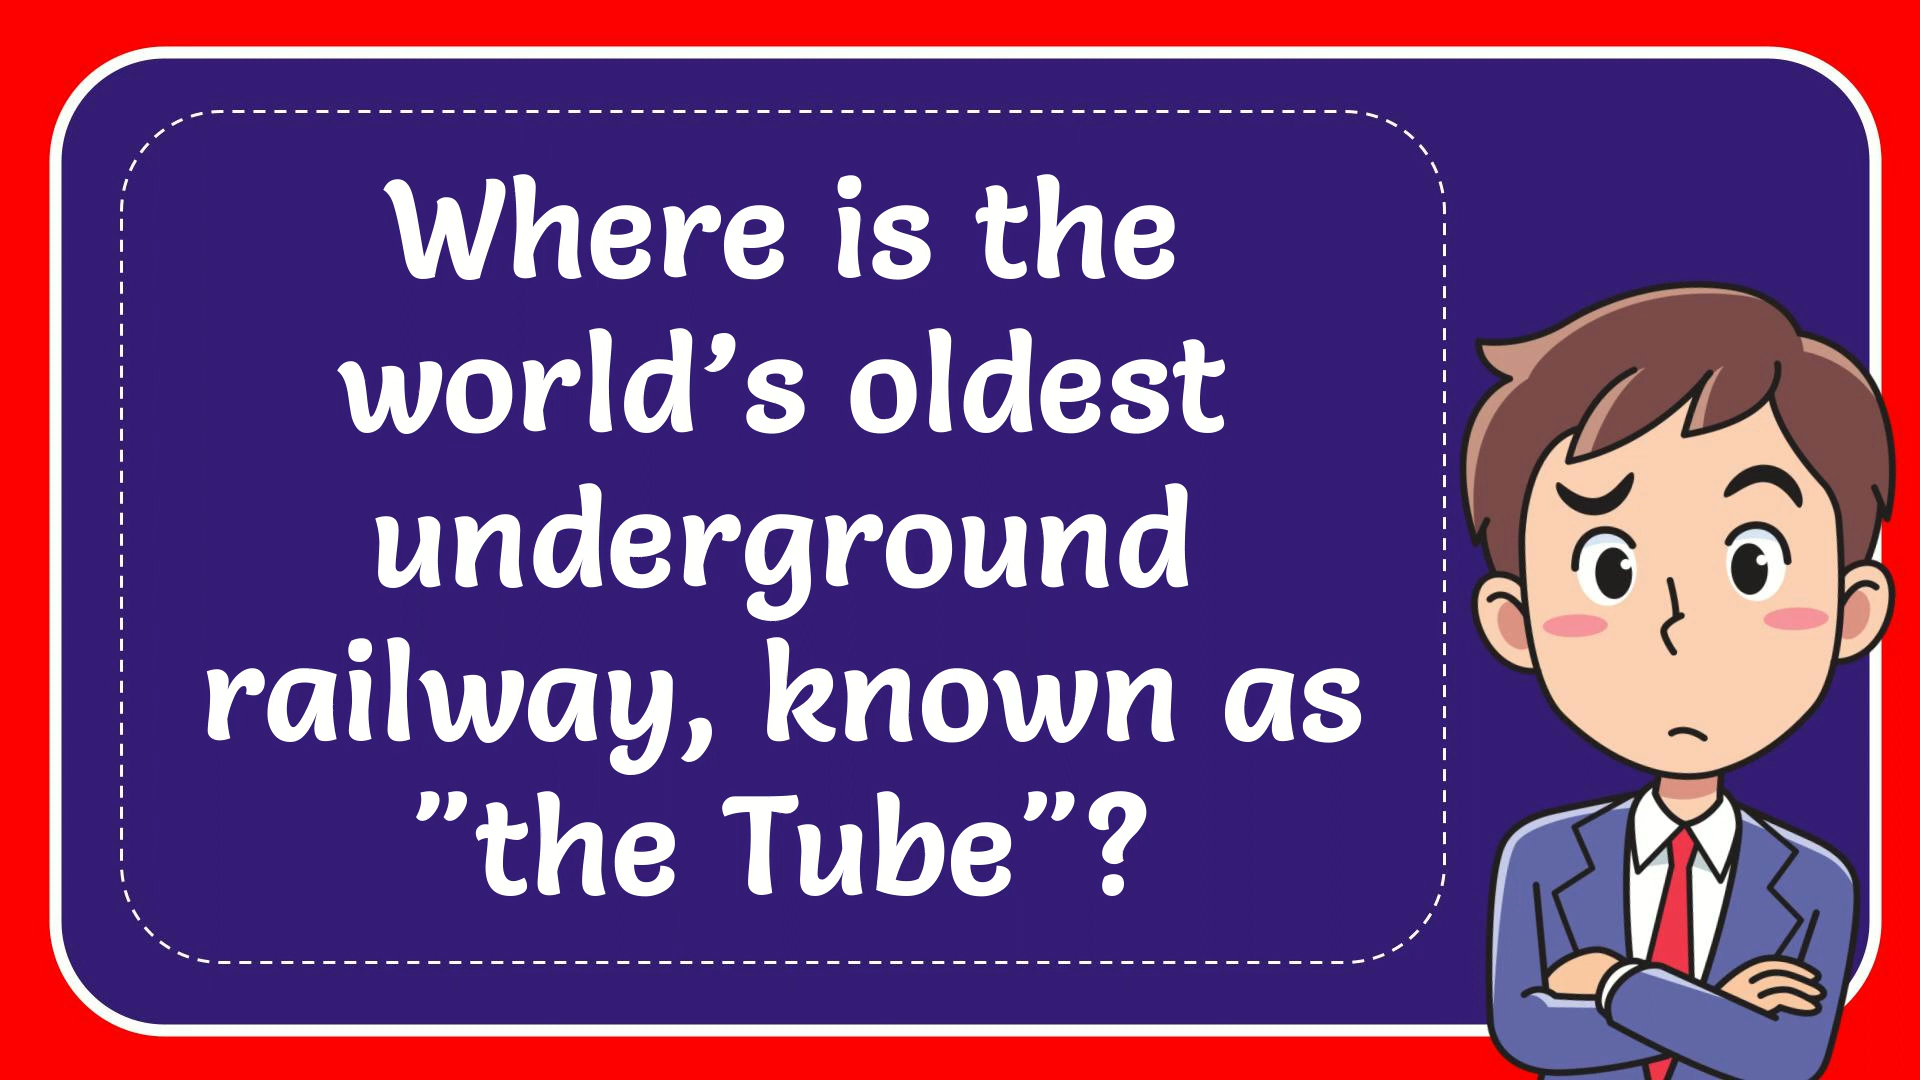 Where is the
world’s oldest
underground
railway, known as
”the Tube”?